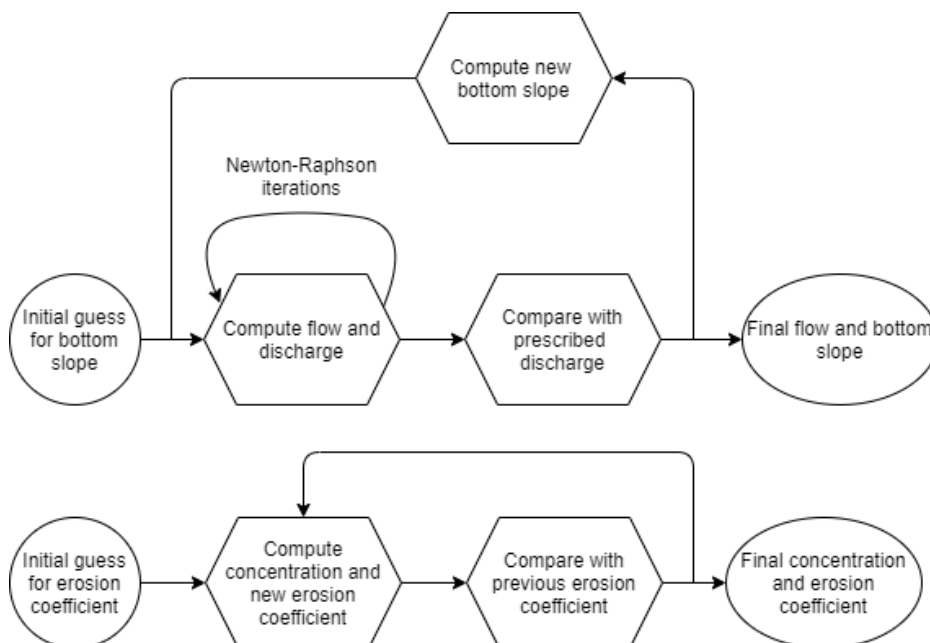 Compute new
bottom slope
Newton-Raphson
iterations
Initial guess
for bottom
slope
Compute flow and
discharge
Compare with
prescribed
discharge
Final flow and bottom
slope
Initial guess
for erosion
coefficient
Compute
concentration and
new erosion
coefficient
Compare with
previous erosion
coefficient
Final concentration
and erosion
coefficient